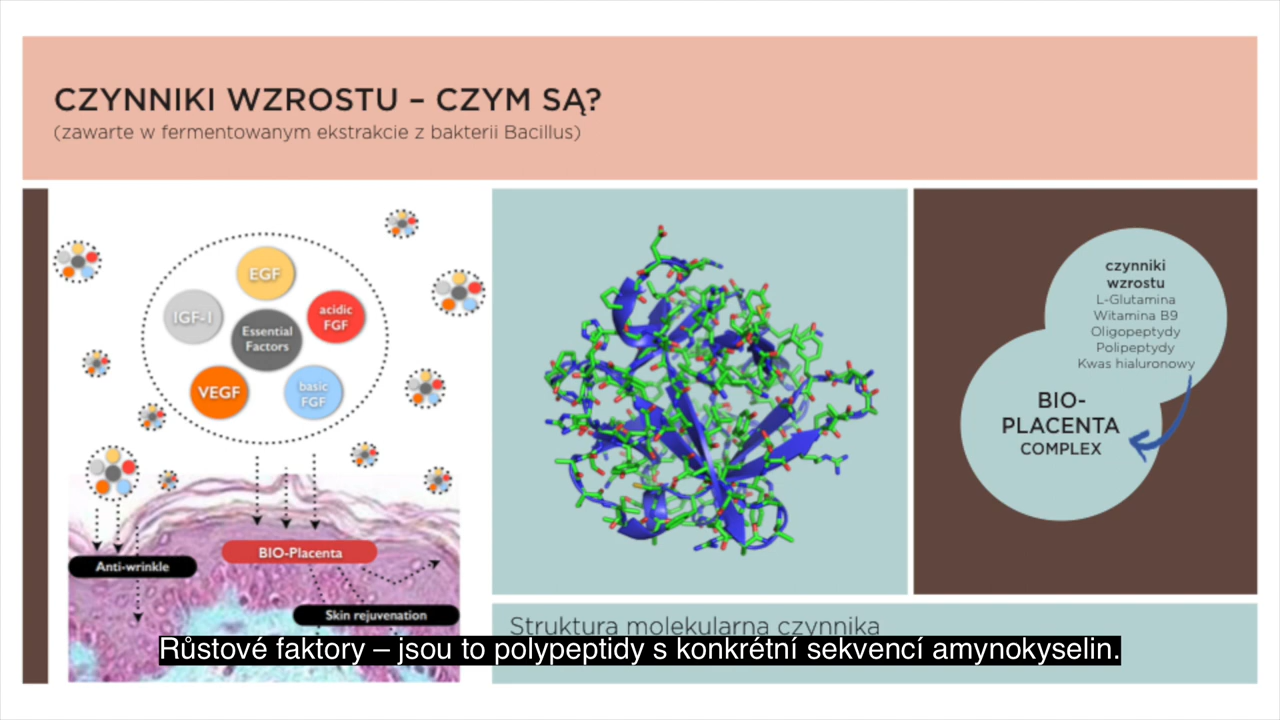 CZYNNIKI WZROSTU – CZYM SĄ?
(zawarte w fermentowanym ekstrakcie z bakterii Bacillus)
EGF
IGF-I
acidic
FGF
Essential
Factors
VEGF
basic
FGF
BIO-Placenta
Anti-wrinkle
Skin rejuvenation
czynniki
wzrostu
L-Glutamina
Witamina B9
Oligopeptydy
Polipeptydy
Kwas hialuronowy
BIO-
PLACENTA
COMPLEX
Struktura molekularna czynnika
Růstové faktory – jsou to polypeptidy s konkrétní sekvencí amynokyselin.